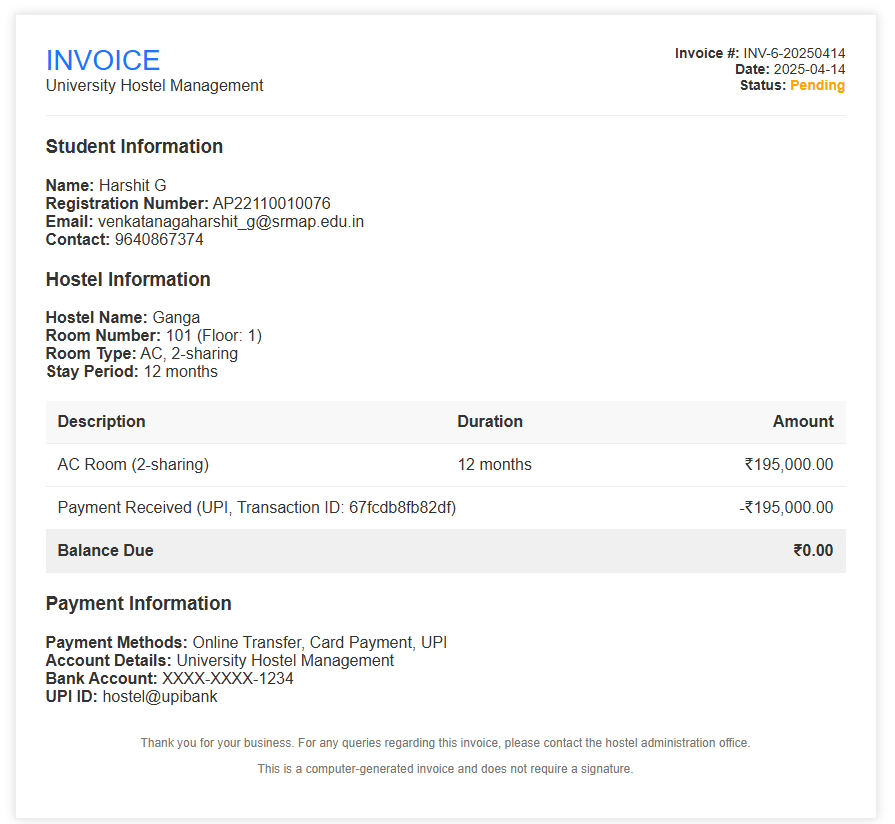 INVOICE
University Hostel Management
Invoice #: INV-6-20250414
Date: 2025-04-14
Status: Pending
Student Information
Name: Harshit G
Registration Number: AP22110010076
Email: venkatanagaharshit_g@srmap.edu.in
Contact: 9640867374
Hostel Information
Hostel Name: Ganga
Room Number: 101 (Floor: 1)
Room Type: AC, 2-sharing
Stay Period: 12 months
Description Duration Amount
AC Room (2-sharing) 12 months ₹195,000.00
Payment Received (UPI, Transaction ID: 67fcdb8fb82df) -₹195,000.00
Balance Due ₹0.00
Payment Information
Payment Methods: Online Transfer, Card Payment, UPI
Account Details: University Hostel Management
Bank Account: XXXX-XXXX-1234
UPI ID: hostel@upibank
Thank you for your business. For any queries regarding this invoice, please contact the hostel administration office.
This is a computer-generated invoice and does not require a signature.